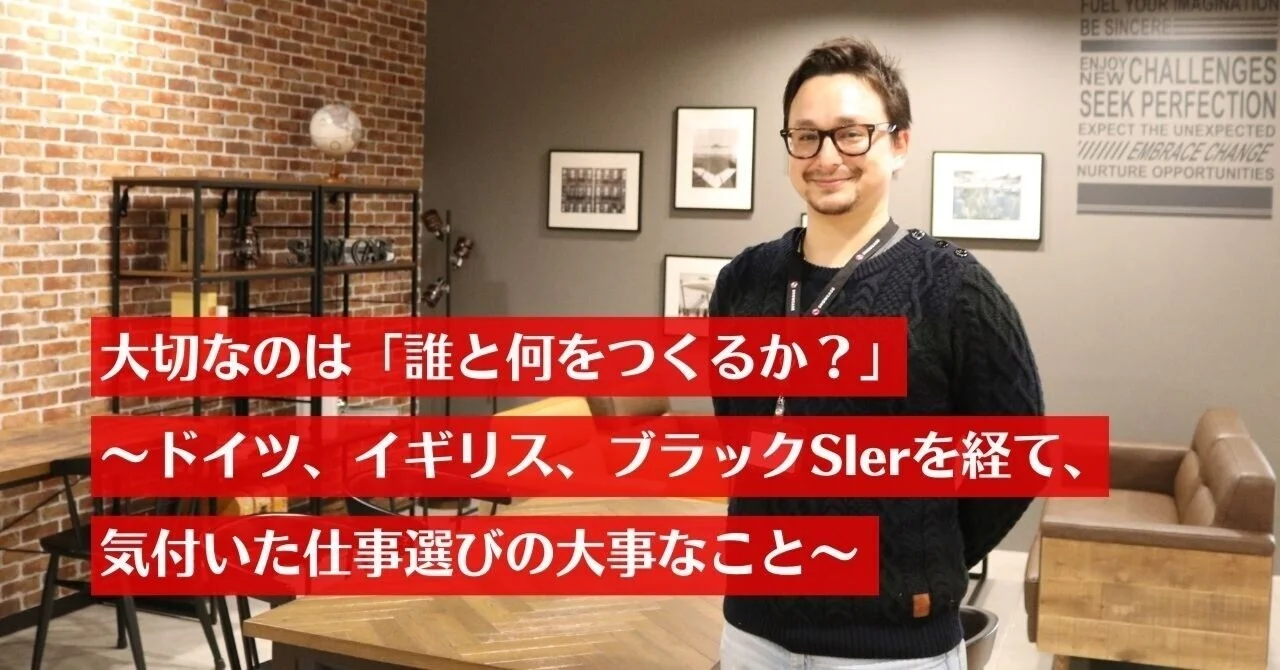 FUEL YOUR IMAGINATION
BE SINCERE
ENJOY
NEW CHALLENGES
SEEK PERFECTION
EXPECT THE UNEXPECTED
EMBRACE CHANGE
NURTURE OPPORTUNITIES
大切なのは「誰と何をつくるか？」
～ドイツ、イギリス、ブラックSIerを経て、
気付いた仕事選びの大事なこと～